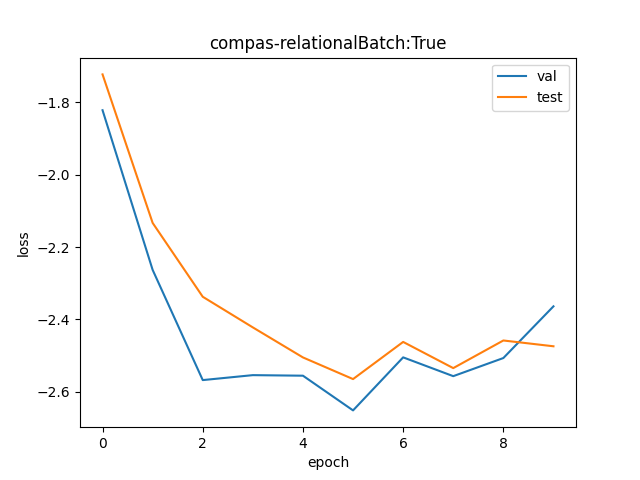 compas-relationalBatch:True
val
test
−1.8
−2.0
−2.2
−2.4
−2.6
loss
0
2
4
6
8
epoch